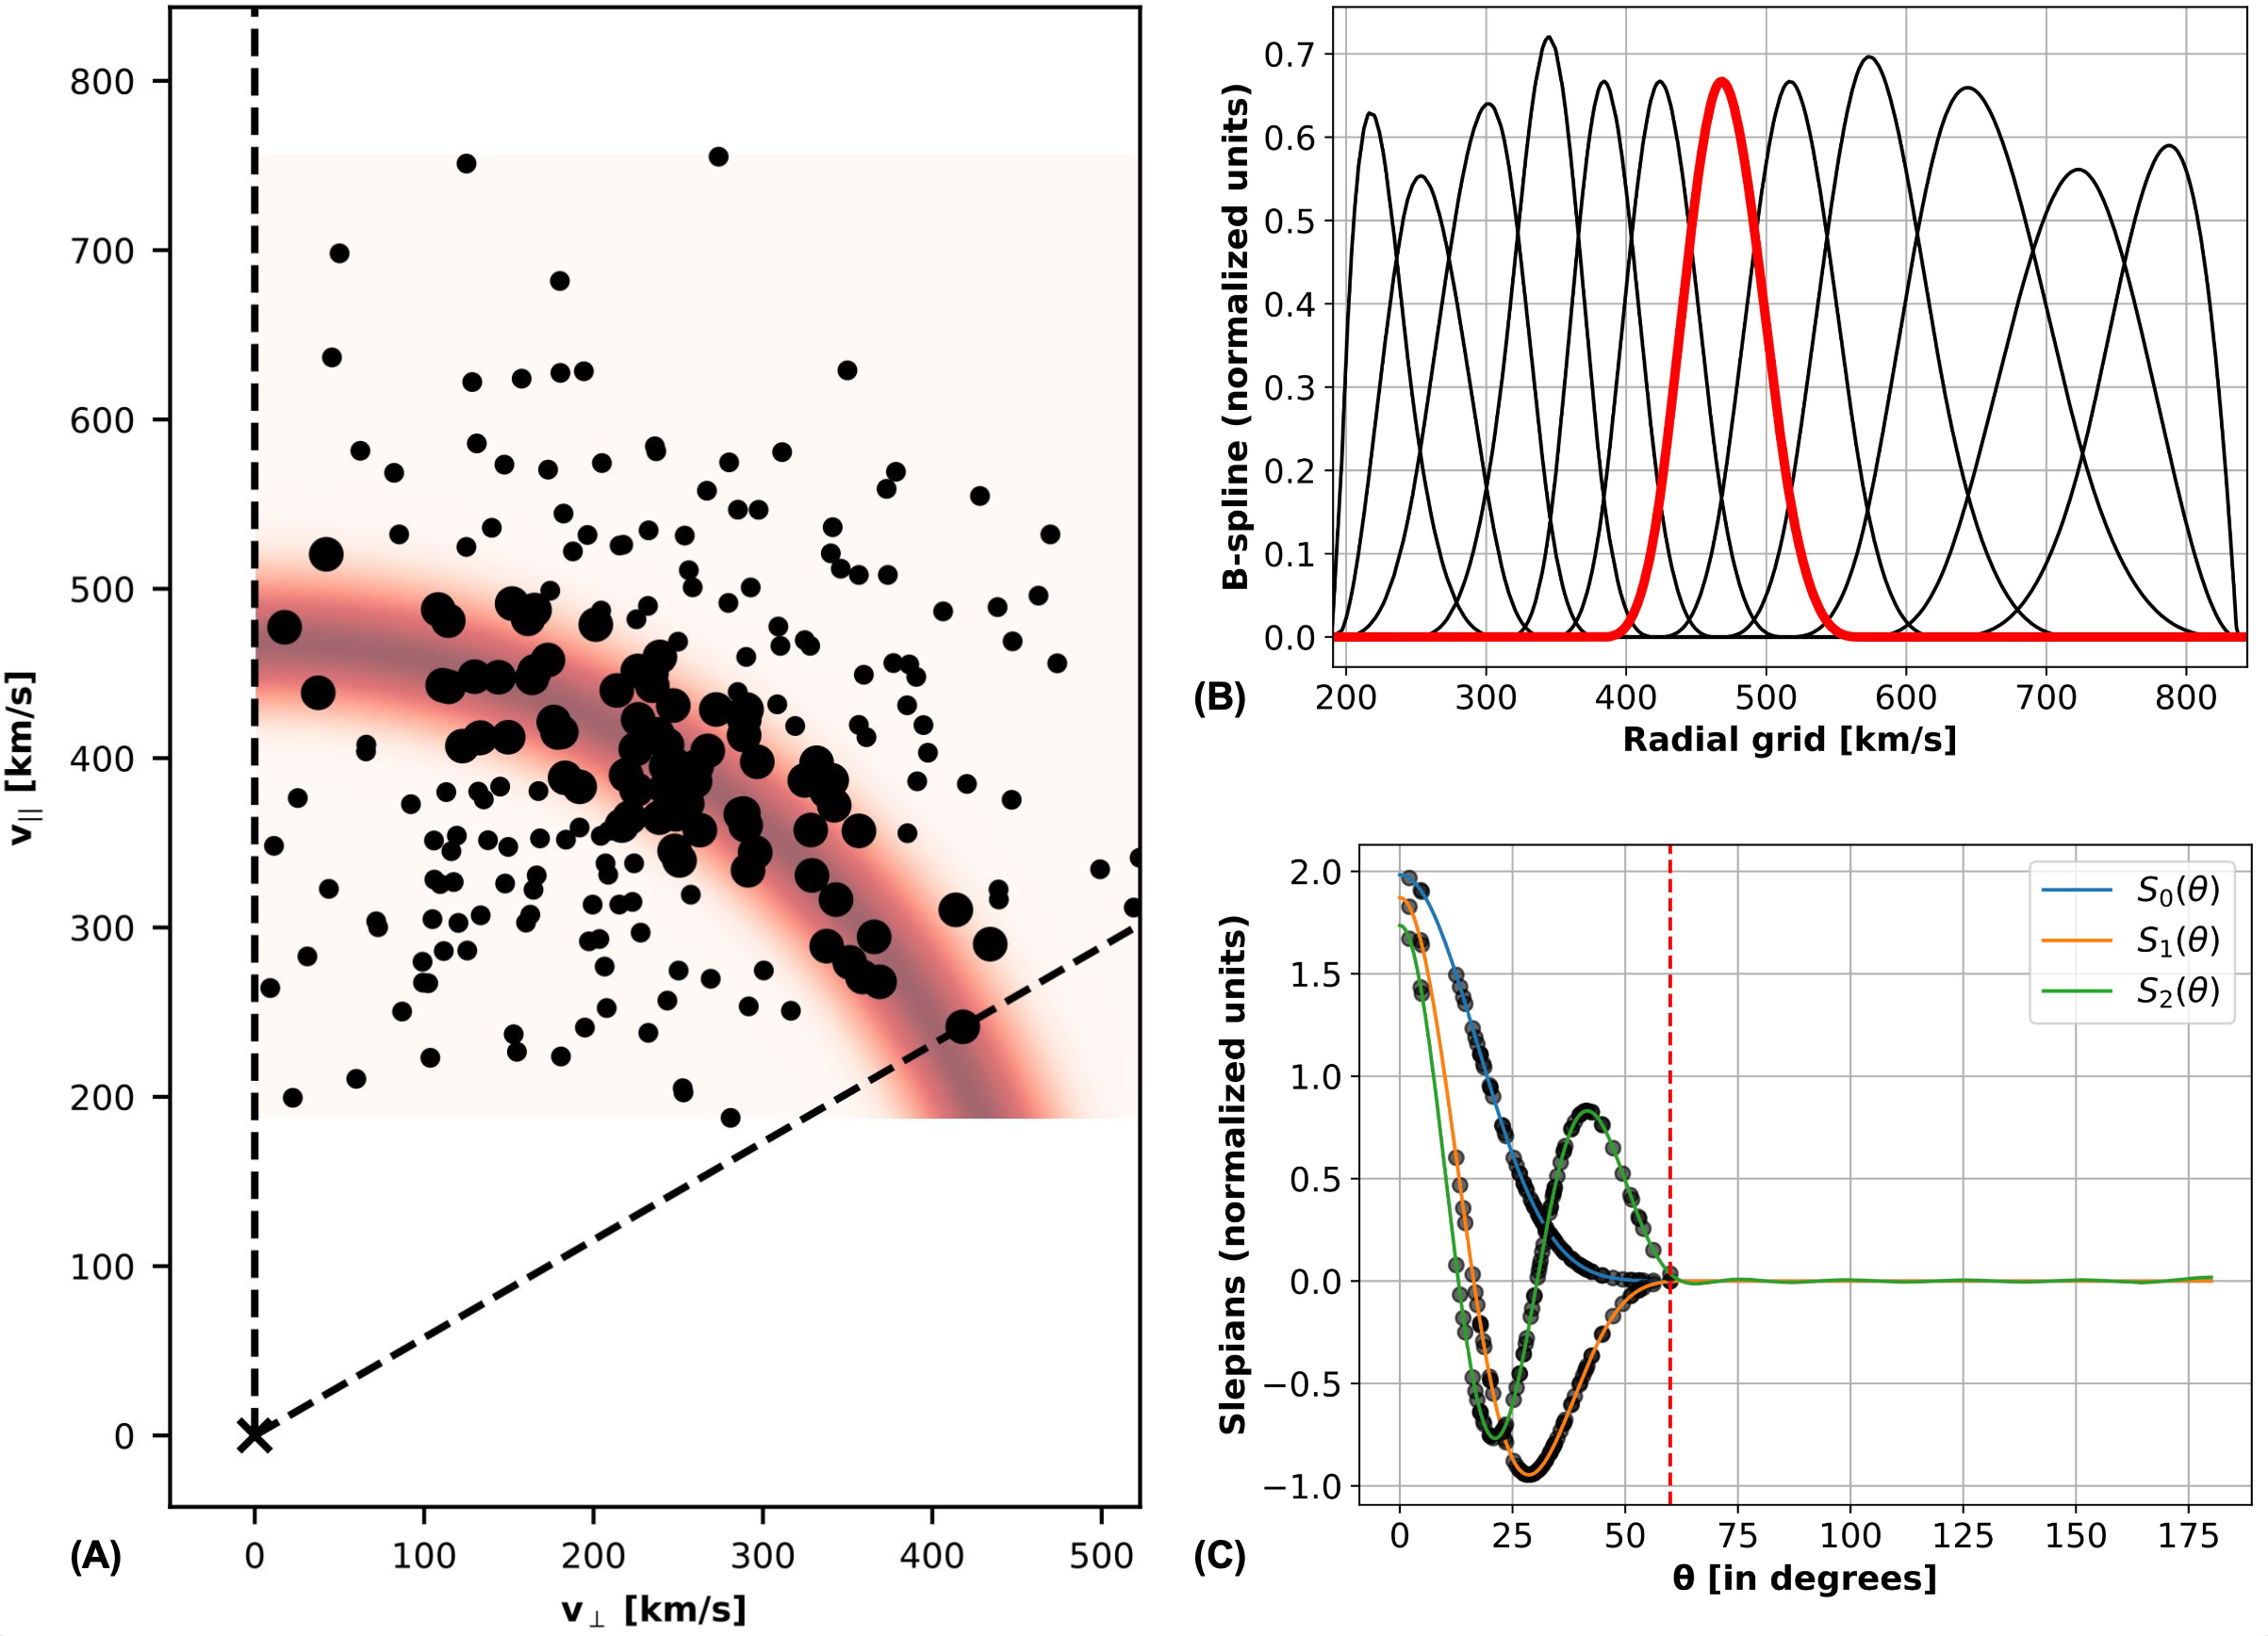 800
700
600
500
400
300
200
100
0
v∥ [km/s]
0 100 200 300 400 500
v⊥ [km/s]
(A)
0.7
0.6
0.5
0.4
0.3
0.2
0.1
0.0
B-spline (normalized units)
200 300 400 500 600 700 800
Radial grid [km/s]
(B)
2.0
1.5
1.0
0.5
0.0
−0.5
−1.0
Slepians (normalized units)
S₀(θ)
S₁(θ)
S₂(θ)
0 25 50 75 100 125 150 175
θ [in degrees]
(C)